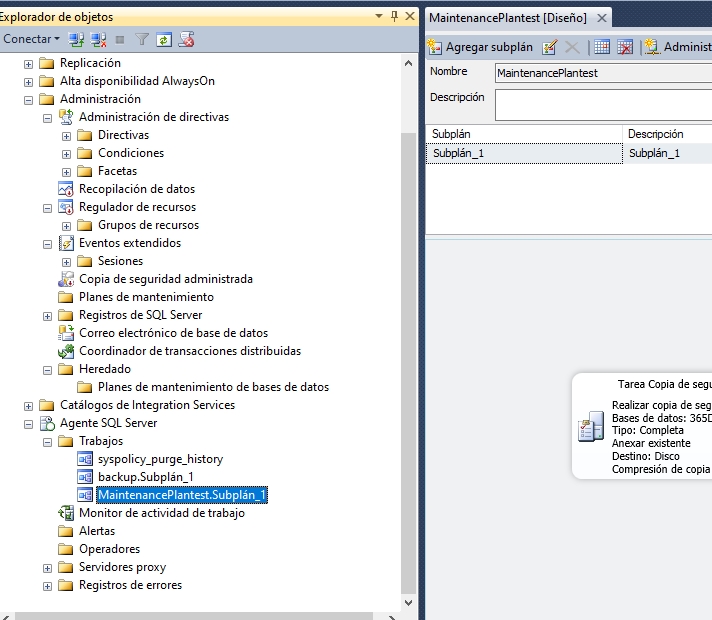 Explorador de objetos
Conectar
Replicación
Alta disponibilidad AlwaysOn
Administración
Administración de directivas
Directivas
Condiciones
Facetas
Recopilación de datos
Regulador de recursos
Grupos de recursos
Eventos extendidos
Sesiones
Copia de seguridad administrada
Planes de mantenimiento
Registros de SQL Server
Correo electrónico de base de datos
Coordinador de transacciones distribuidas
Heredado
Planes de mantenimiento de bases de datos
Catálogos de Integration Services
Agente SQL Server
Trabajos
syspolicy_purge_history
backup.Subplán_1
MaintenancePlantest.Subplán_1
Monitor de actividad de trabajo
Alertas
Operadores
Servidores proxy
Registros de errores
MaintenancePlantest [Diseño]
Agregar subplán Administ
Nombre MaintenancePlantest
Descripción
Subplán Descripción
Subplán_1 Subplán_1
Tarea Copia de segu
Realizar copia de seg
Bases de datos: 365D
Tipo: Completa
Anexar existente
Destino: Disco
Compresión de copia